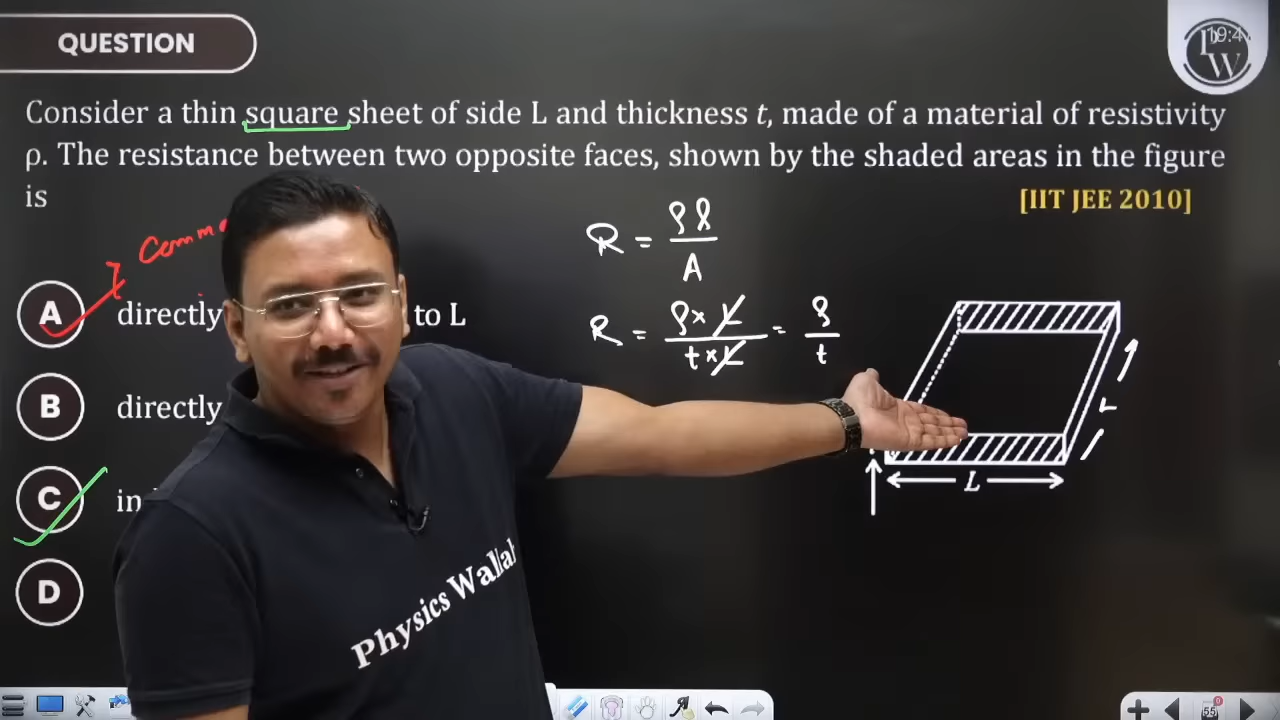 QUESTION
Consider a thin square sheet of side L and thickness t, made of a material of resistivity
ρ. The resistance between two opposite faces, shown by the shaded areas in the figure
is
[IIT JEE 2010]
A directly to L
B directly
C
D
R = ρl / A
R = ρ × L / t × L = ρ / t
L
L
Physics Wallah
55